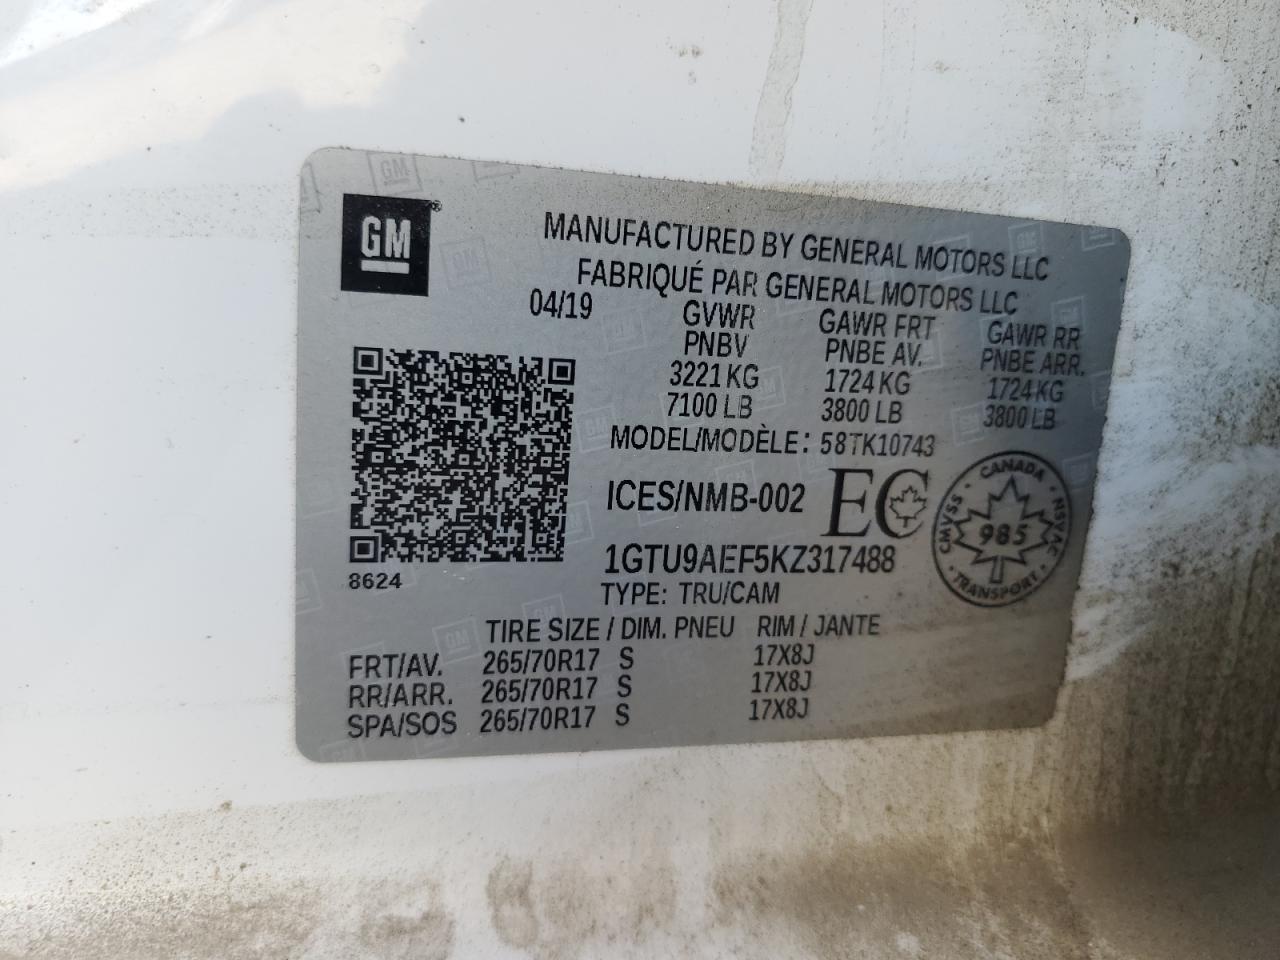 GM®
MANUFACTURED BY GENERAL MOTORS LLC
FABRIQUÉ PAR GENERAL MOTORS LLC
04/19 GVWR GAWR FRT GAWR RR
PNBV PNBE AV. PNBE ARR.
3221 KG 1724 KG 1724 KG
7100 LB 3800 LB 3800 LB
MODEL/MODÈLE: 58TK10743
ICES/NMB-002 EC
CANADA
CMVSS 985 NSVAC
TRANSPORT
1GTU9AEF5KZ317488
8624
TYPE: TRU/CAM
TIRE SIZE / DIM. PNEU RIM / JANTE
FRT/AV. 265/70R17 S 17X8J
RR/ARR. 265/70R17 S 17X8J
SPA/SOS 265/70R17 S 17X8J